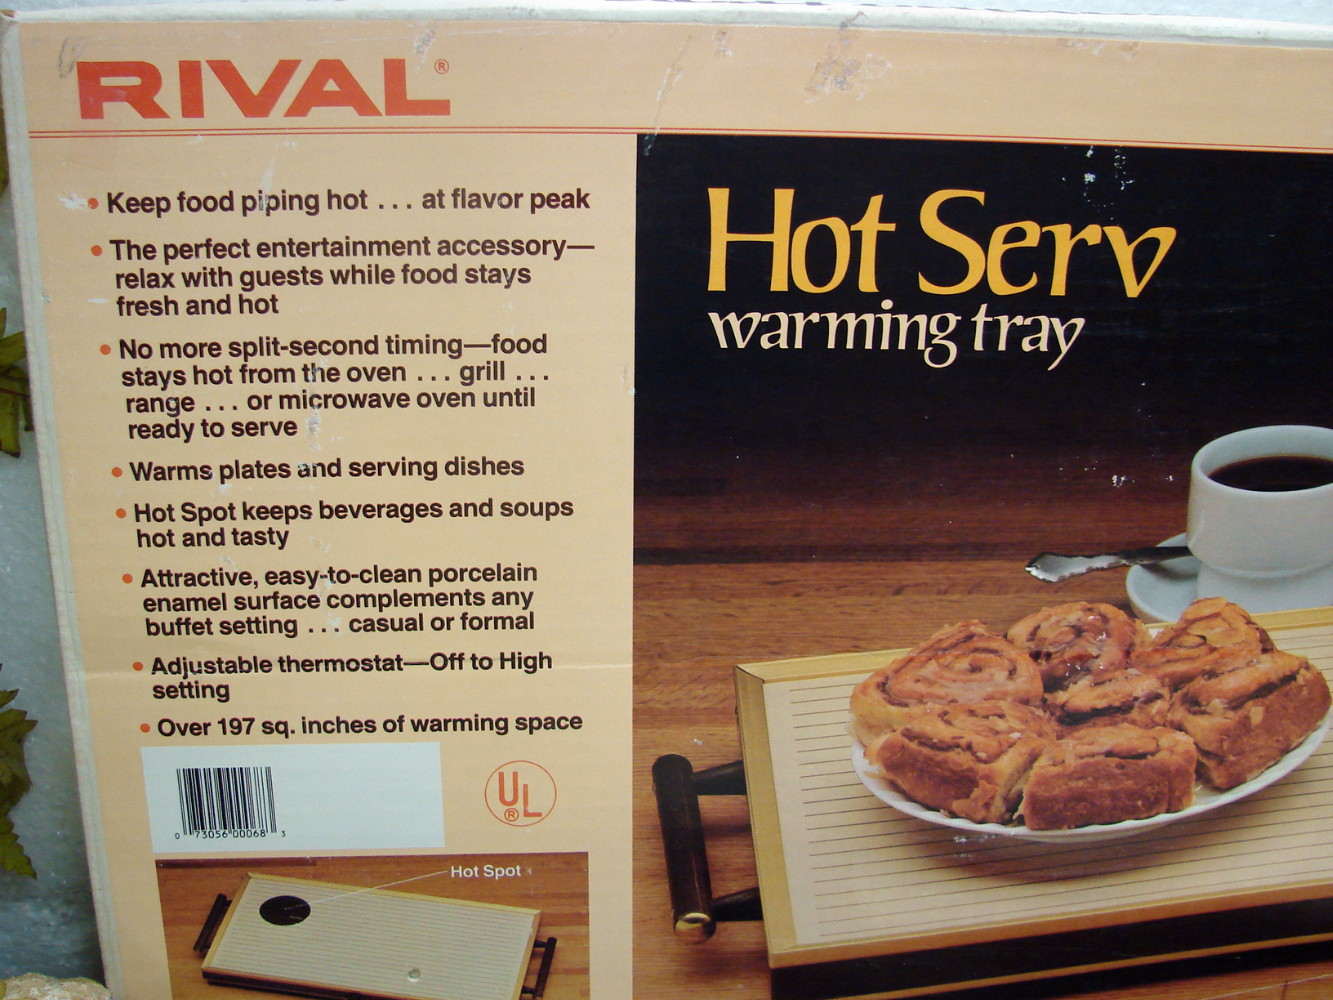 RIVAL®
• Keep food piping hot . . . at flavor peak
• The perfect entertainment accessory—
relax with guests while food stays
fresh and hot
• No more split-second timing—food
stays hot from the oven . . . grill . . .
range . . . or microwave oven until
ready to serve
• Warms plates and serving dishes
• Hot Spot keeps beverages and soups
hot and tasty
• Attractive, easy-to-clean porcelain
enamel surface complements any
buffet setting . . . casual or formal
• Adjustable thermostat—Off to High
setting
• Over 197 sq. inches of warming space
0 73056 00068 3
UL®
Hot Spot
Hot Serv
warming tray